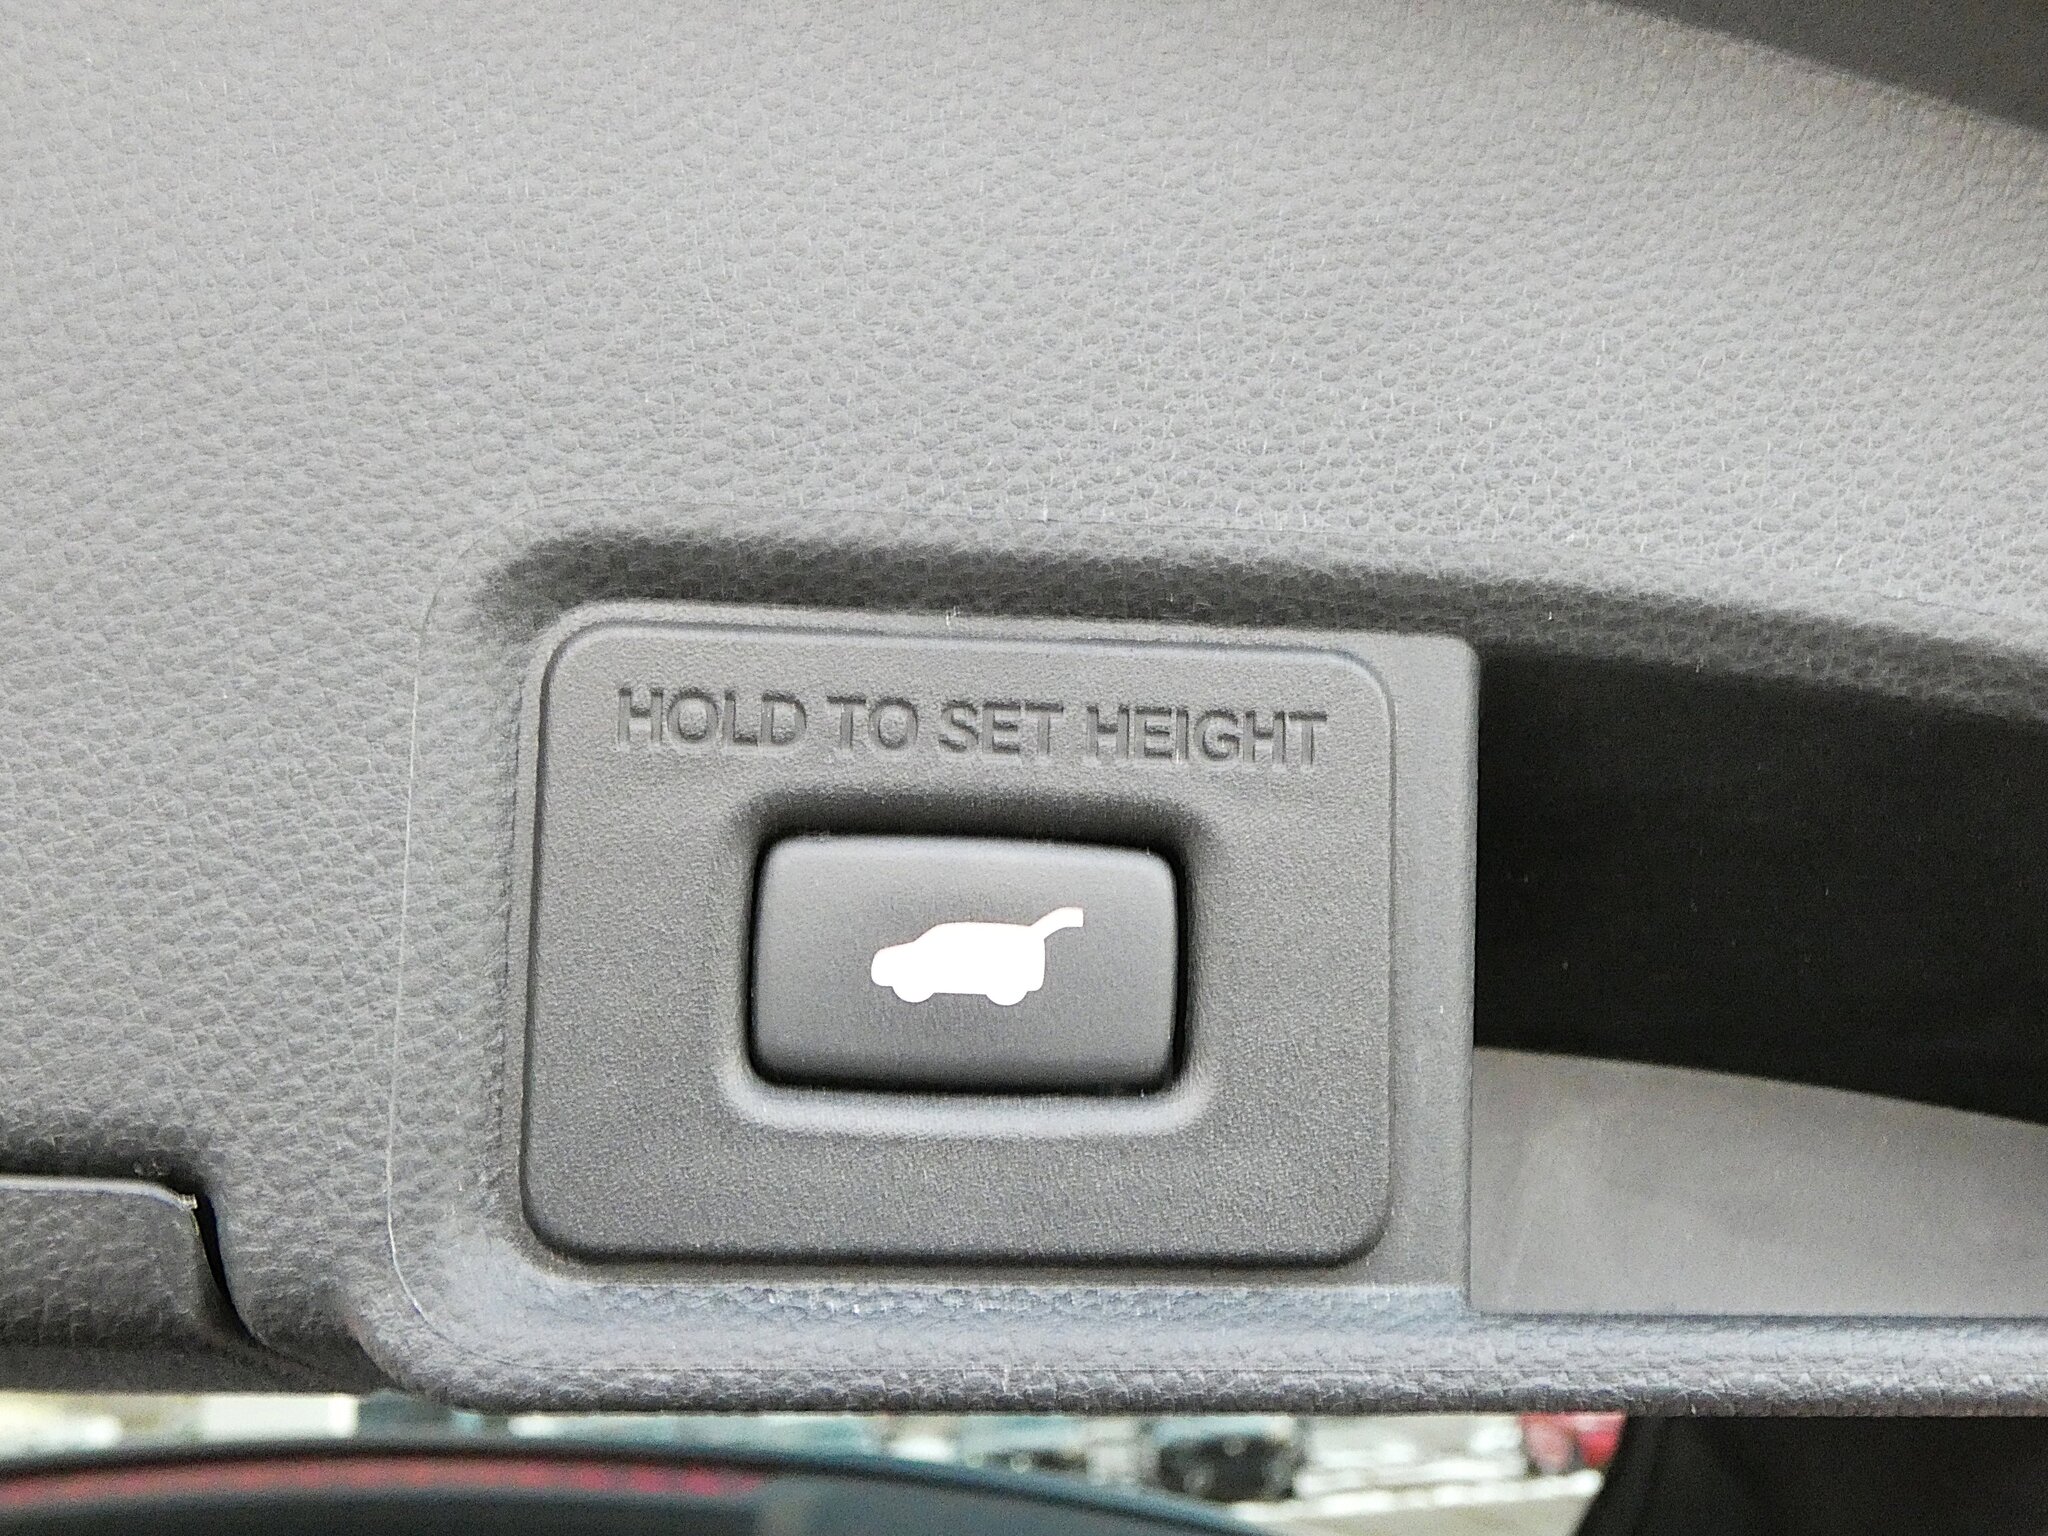 HOLD TO SET HEIGHT